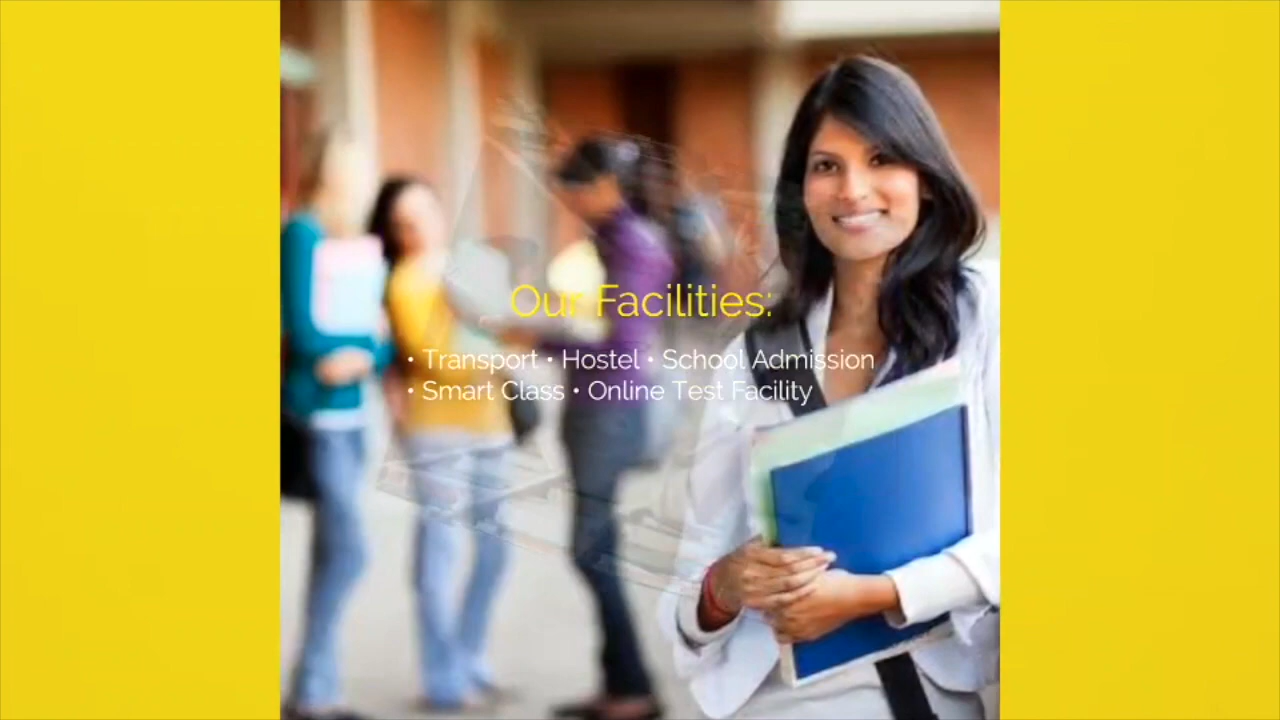 Our Facilities:
• Transport • Hostel • School Admission
• Smart Class • Online Test Facility